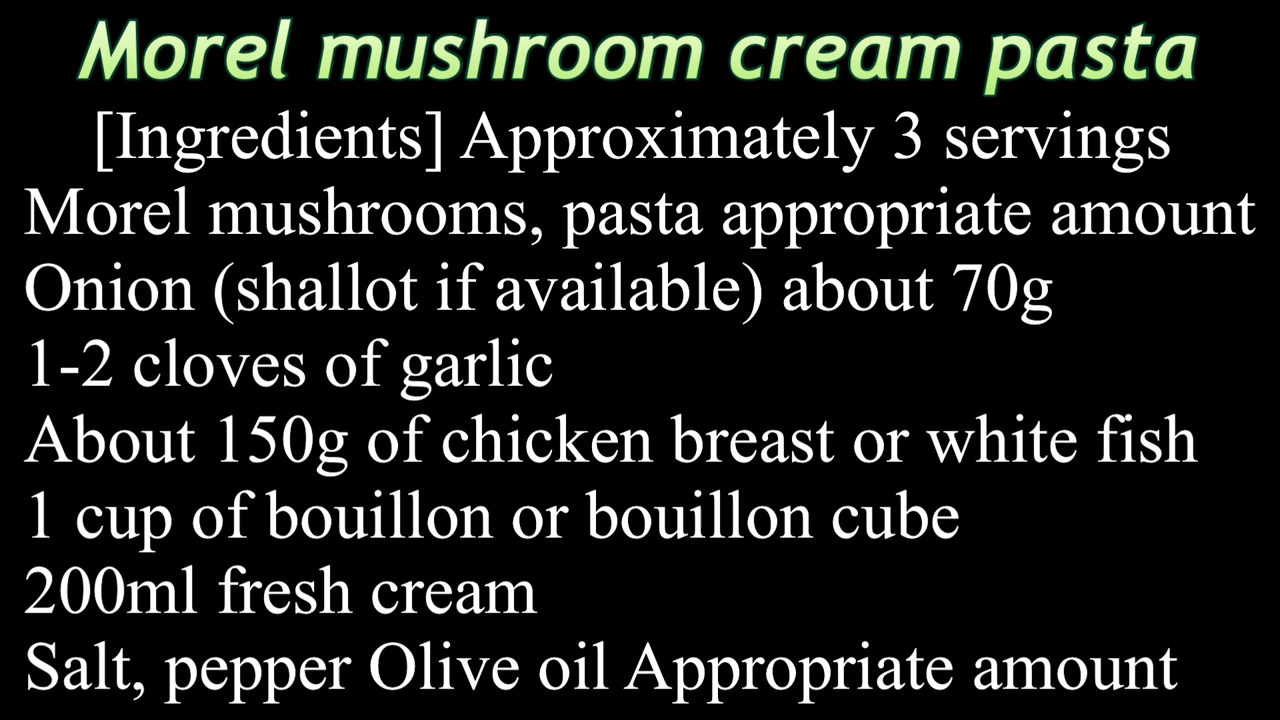 Morel mushroom cream pasta
[Ingredients] Approximately 3 servings
Morel mushrooms, pasta appropriate amount
Onion (shallot if available) about 70g
1-2 cloves of garlic
About 150g of chicken breast or white fish
1 cup of bouillon or bouillon cube
200ml fresh cream
Salt, pepper Olive oil Appropriate amount